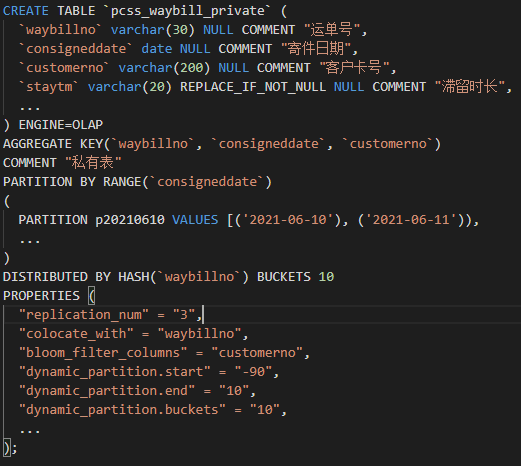 CREATE TABLE `pcss_waybill_private` (
  `waybillno` varchar(30) NULL COMMENT "运单号",
  `consigneddate` date NULL COMMENT "寄件日期",
  `customerno` varchar(200) NULL COMMENT "客户卡号",
  `staytm` varchar(20) REPLACE_IF_NOT_NULL NULL COMMENT "滞留时长",
  ...
) ENGINE=OLAP
AGGREGATE KEY(`waybillno`, `consigneddate`, `customerno`)
COMMENT "私有表"
PARTITION BY RANGE(`consigneddate`)
(
  PARTITION p20210610 VALUES [('2021-06-10'), ('2021-06-11')),
  ...
)
DISTRIBUTED BY HASH(`waybillno`) BUCKETS 10
PROPERTIES (
  "replication_num" = "3",
  "colocate_with" = "waybillno",
  "bloom_filter_columns" = "customerno",
  "dynamic_partition.start" = "-90",
  "dynamic_partition.end" = "10",
  "dynamic_partition.buckets" = "10",
  ...
);